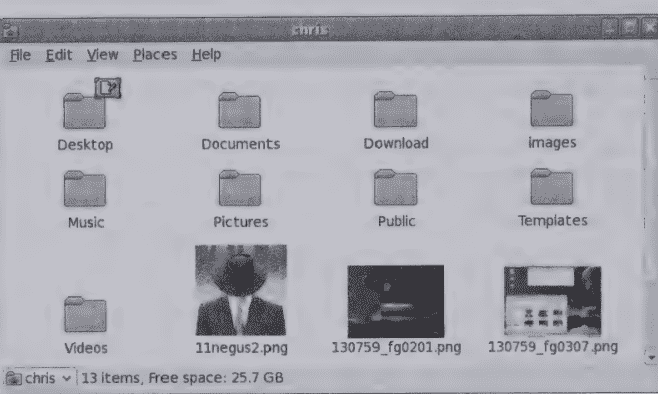 chris
File Edit View Places Help
Desktop Documents Download images
Music Pictures Public Templates
Videos 11negus2.png 130759_fg0201.png 130759_fg0307.png
chris 13 items, Free space: 25.7 GB